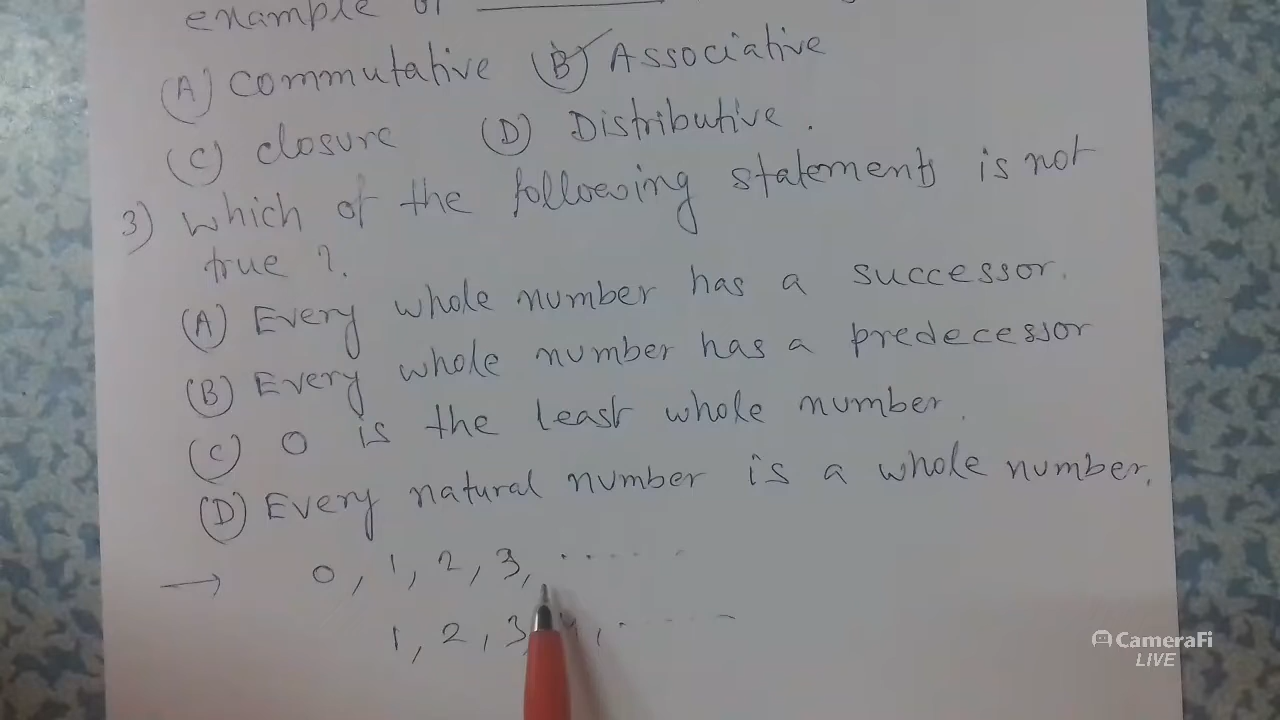 example of ________
(A) Commutative (B) Associative
(C) closure (D) Distributive.
3) Which of the following statements is not
true ?.
(A) Every whole number has a successor.
(B) Every whole number has a predecessor
(C) 0 is the least whole number.
(D) Every natural number is a whole number.
→ 0, 1, 2, 3, ......
1, 2, 3, 4, .....
CameraFi
LIVE